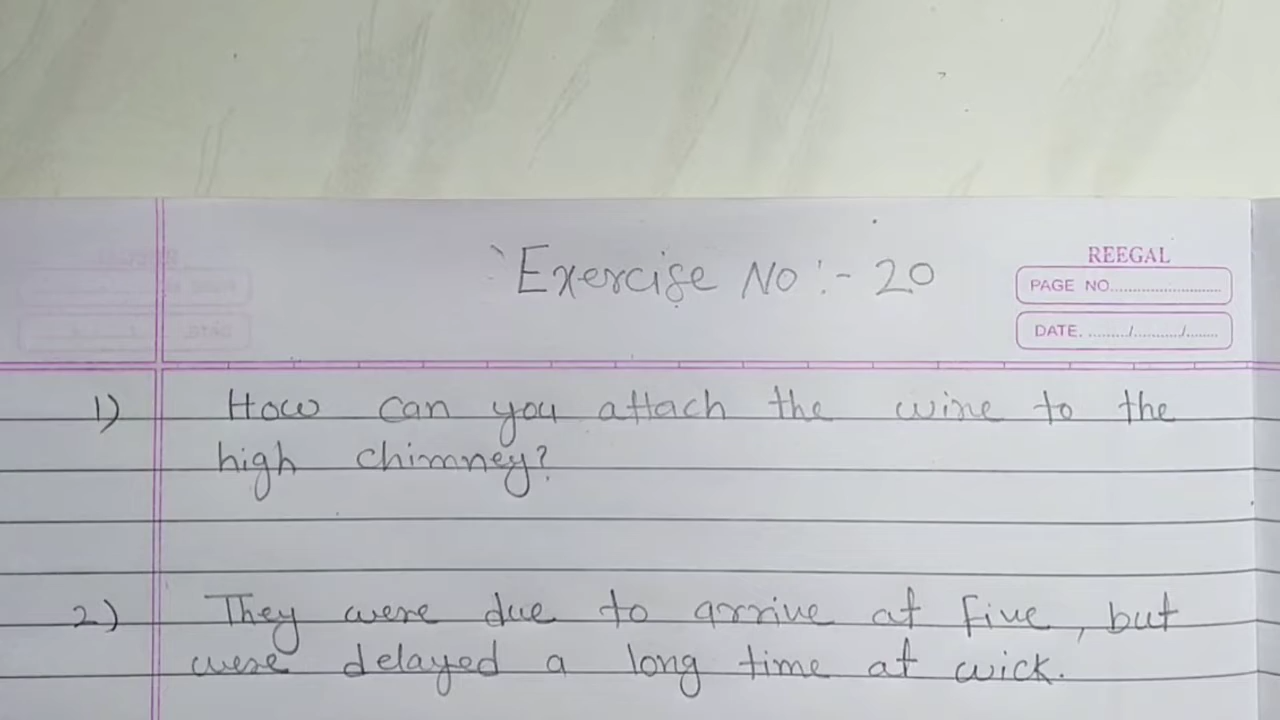 Exercise No :- 20
REEGAL
PAGE NO..........................
DATE. ........./.........../........
1) How can you attach the wire to the
high chimney?
2) They were due to arrive at five, but
were delayed a long time at wick.